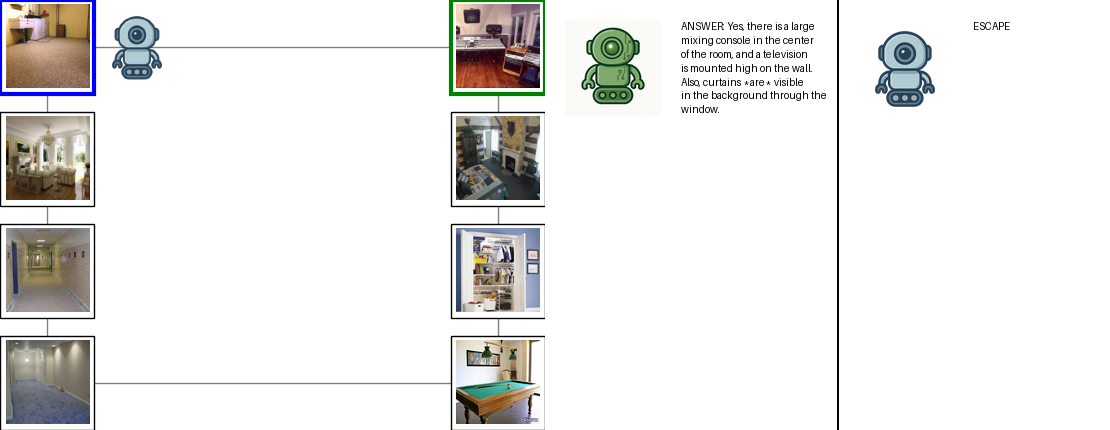 ANSWER: Yes, there is a large
mixing console in the center
of the room, and a television
is mounted high on the wall.
Also, curtains *are* visible
in the background through the
window.
ESCAPE